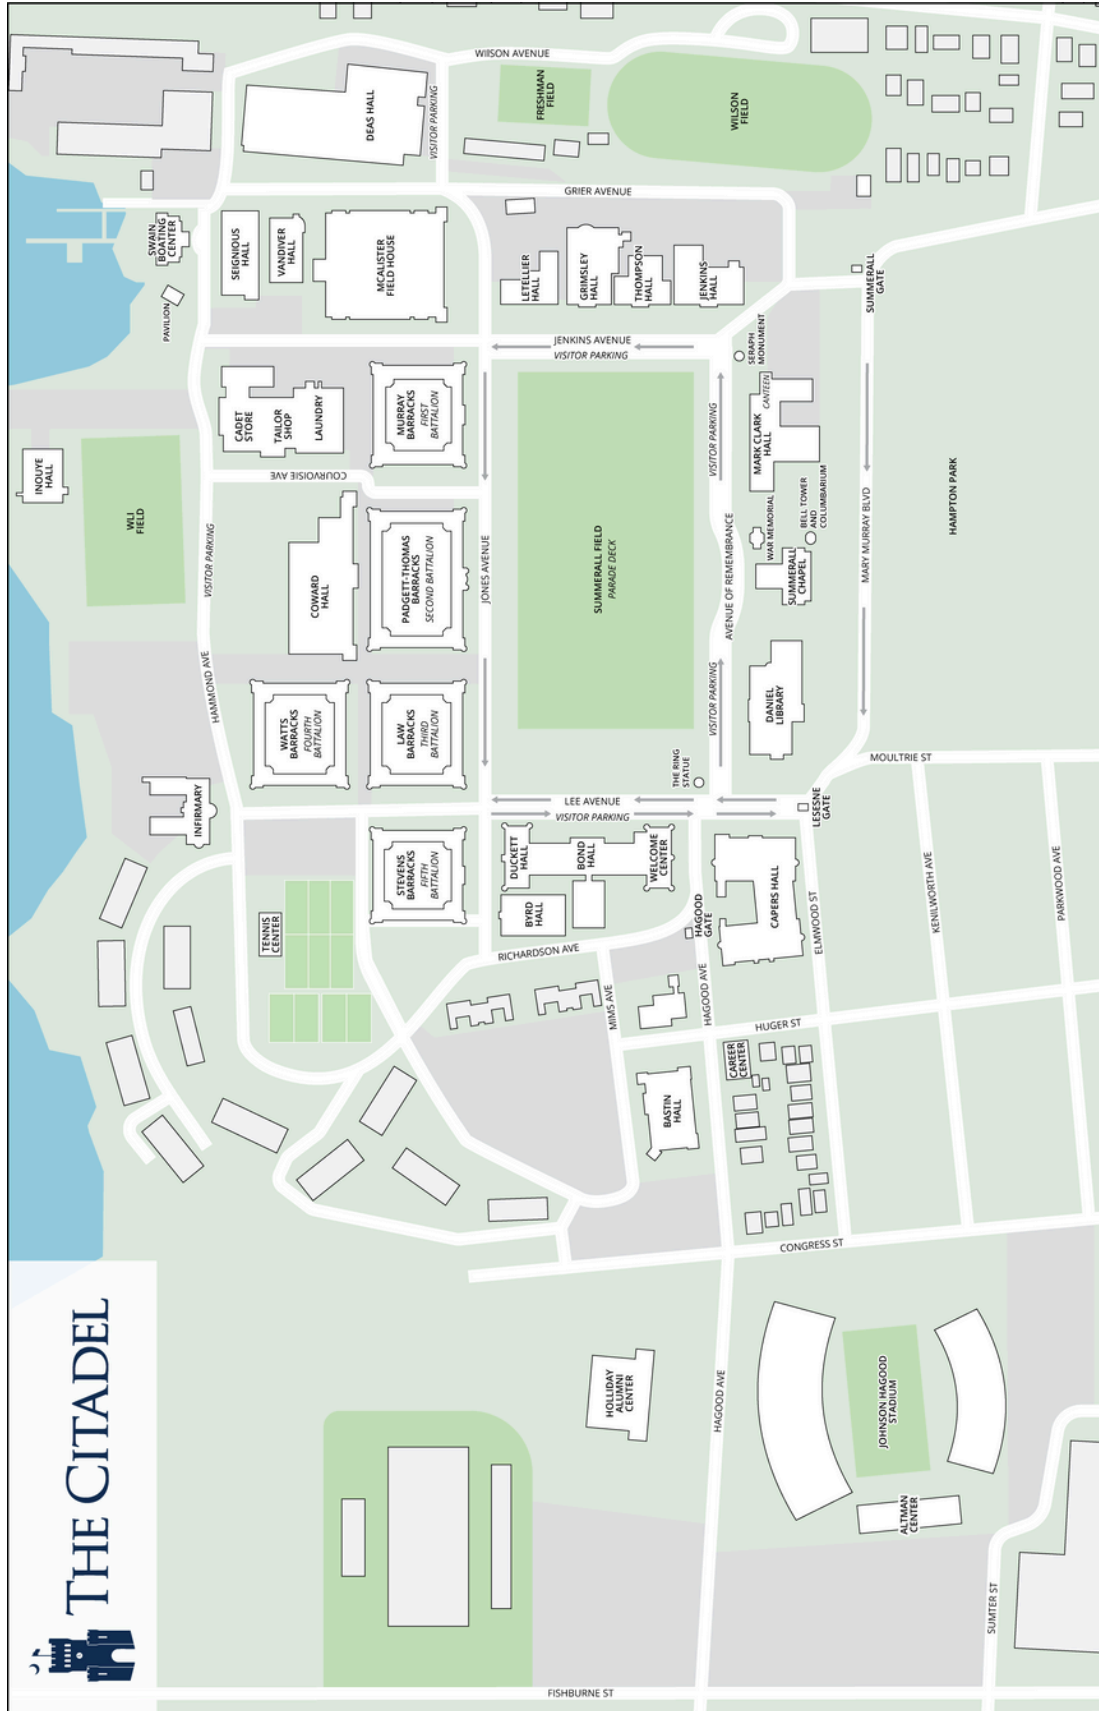 WIISON AVENUE
DEAS HALL
VISITOR PARKING
FRESHMAN
FIELD
WILSON
FIELD
GRIER AVENUE
SWAIN
BOATING
CENTER
SEIGNIOUS
HALL
VANDIVER
HALL
MCALISTER
FIELD HOUSE
LETELLIER
HALL
GRIMSLEY
HALL
THOMPSON
HALL
JENKINS
HALL
SUMMERALL
GATE
PAVILION
JENKINS AVENUE
VISITOR PARKING
SERAPH
MONUMENT
CADET
STORE
TAILOR
SHOP
LAUNDRY
MURRAY
BARRACKS
FIRST
BATTALION
VISITOR PARKING
MARK CLARK
HALL
CANTEEN
INOUYE
HALL
COURVOISIE AVE
WLI
FIELD
VISITOR PARKING
COWARD
HALL
PADGETT-THOMAS
BARRACKS
SECOND BATTALION
JONES AVENUE
SUMMERALL FIELD
PARADE DECK
AVENUE OF REMEMBRANCE
WAR MEMORIAL
BELL TOWER
AND
COLUMBARIUM
SUMMERALL
CHAPEL
MARY MURRAY BLVD
HAMPTON PARK
HAMMOND AVE
WATTS
BARRACKS
FOURTH
BATTALION
LAW
BARRACKS
THIRD
BATTALION
VISITOR PARKING
DANIEL
LIBRARY
THE RING
STATUE
MOULTRIE ST
INFIRMARY
LEE AVENUE
VISITOR PARKING
LESESNE
GATE
STEVENS
BARRACKS
FIFTH
BATTALION
DUCKETT
HALL
BOND
HALL
WELCOME
CENTER
CAPERS HALL
KENILWORTH AVE
PARKWOOD AVE
TENNIS
CENTER
BYRD
HALL
HAGOOD
GATE
ELMWOOD ST
RICHARDSON AVE
MIMS AVE
HAGOOD AVE
HUGER ST
CAREER
CENTER
BASTIN
HALL
CONGRESS ST
THE CITADEL
HOLLIDAY
ALUMNI
CENTER
HAGOOD AVE
JOHNSON HAGOOD
STADIUM
ALTMAN
CENTER
SUMTER ST
FISHBURNE ST